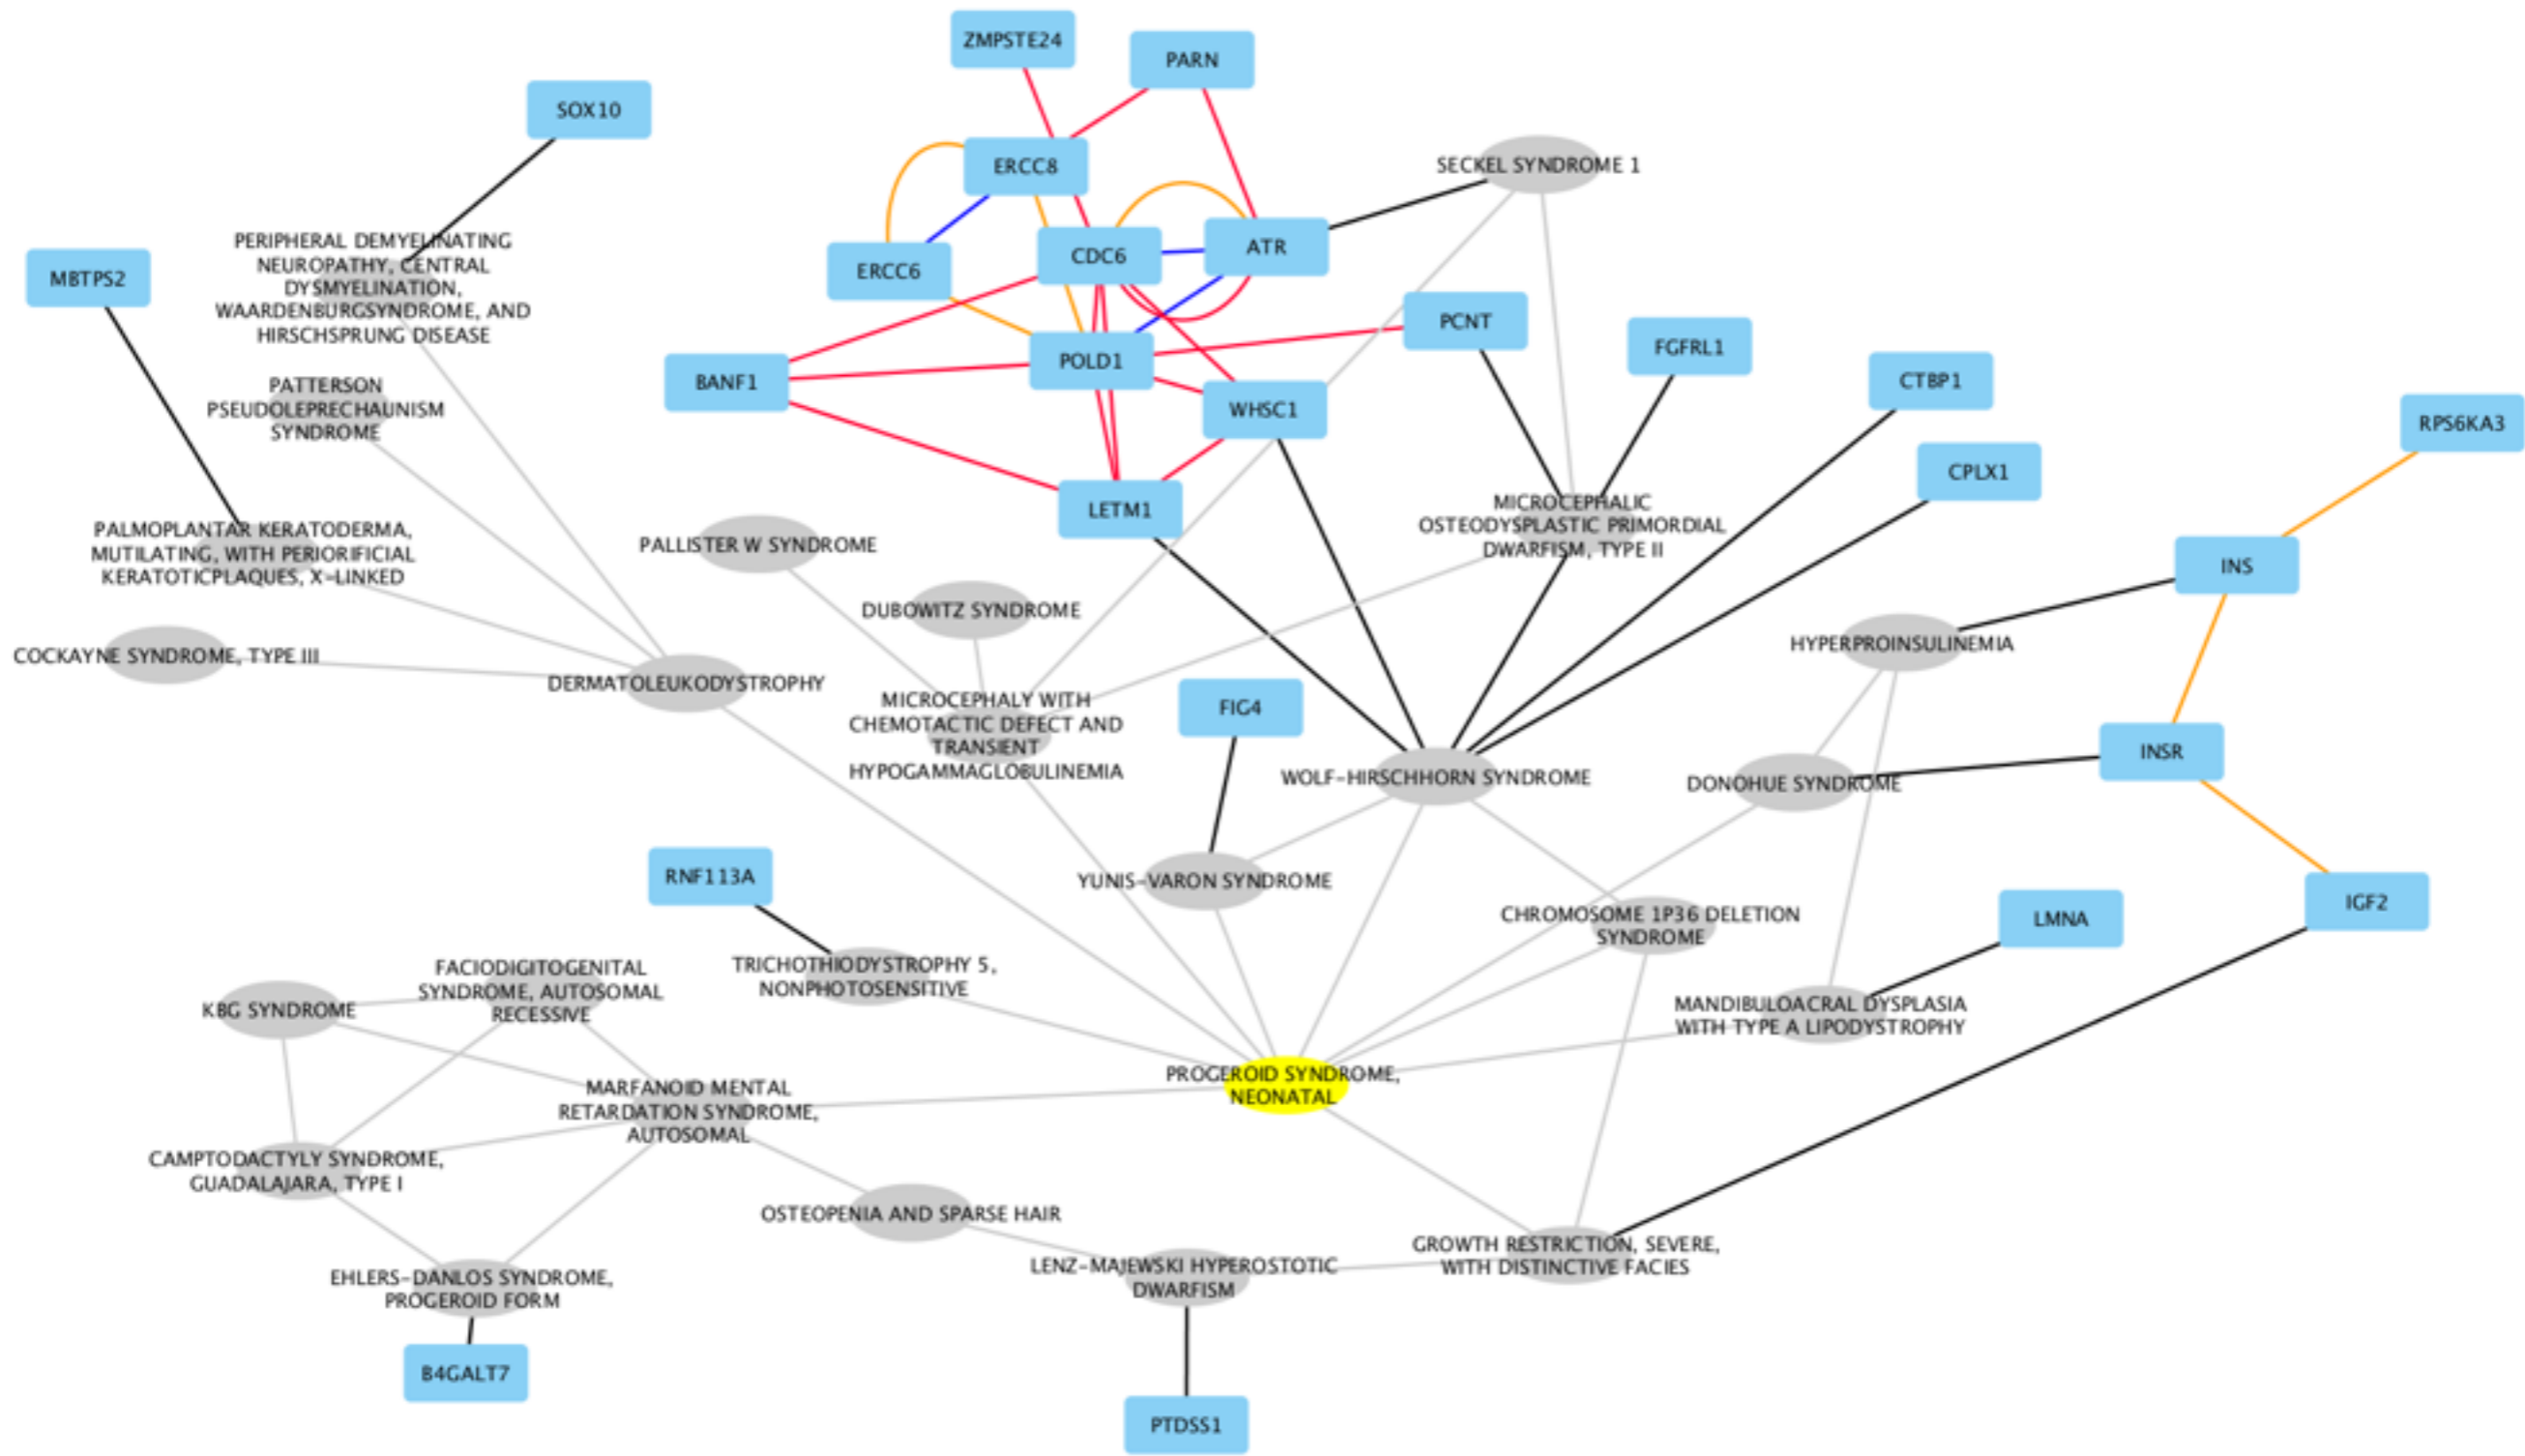 ZMPSTE24
PARN
SOX10
ERCC8
SECKEL SYNDROME 1
PERIPHERAL DEMYELINATING
NEUROPATHY, CENTRAL
DYSMYELINATION,
WAARDENBURGSYNDROME, AND
HIRSCHSPRUNG DISEASE
MBTPS2
ERCC6
CDC6
ATR
PCNT
FGFRL1
CTBP1
RPS6KA3
BANF1
POLD1
WHSC1
PATTERSON
PSEUDOLEPRECHAUNISM
SYNDROME
CPLX1
LETM1
MICROCEPHALIC
OSTEODYSPLASTIC PRIMORDIAL
DWARFISM, TYPE II
PALMOPLANTAR KERATODERMA,
MUTILATING, WITH PERIORIFICIAL
KERATOTICPLAQUES, X-LINKED
PALLISTER W SYNDROME
INS
DUBOWITZ SYNDROME
HYPERPROINSULINEMIA
COCKAYNE SYNDROME, TYPE III
DERMATOLEUKODYSTROPHY
MICROCEPHALY WITH
CHEMOTACTIC DEFECT AND
TRANSIENT
HYPOGAMMAGLOBULINEMIA
FIG4
WOLF-HIRSCHHORN SYNDROME
DONOHUE SYNDROME
INSR
RNF113A
YUNIS-VARON SYNDROME
CHROMOSOME 1P36 DELETION
SYNDROME
LMNA
IGF2
TRICHOTHIODYSTROPHY 5,
NONPHOTOSENSITIVE
FACIODIGITOGENITAL
SYNDROME, AUTOSOMAL
RECESSIVE
KBG SYNDROME
MANDIBULOACRAL DYSPLASIA
WITH TYPE A LIPODYSTROPHY
PROGEROID SYNDROME,
NEONATAL
MARFANOID MENTAL
RETARDATION SYNDROME,
AUTOSOMAL
CAMPTODACTYLY SYNDROME,
GUADALAJARA, TYPE I
OSTEOPENIA AND SPARSE HAIR
GROWTH RESTRICTION, SEVERE,
WITH DISTINCTIVE FACIES
LENZ-MAJEWSKI HYPEROSTOTIC
DWARFISM
EHLERS-DANLOS SYNDROME,
PROGEROID FORM
B4GALT7
PTDSS1